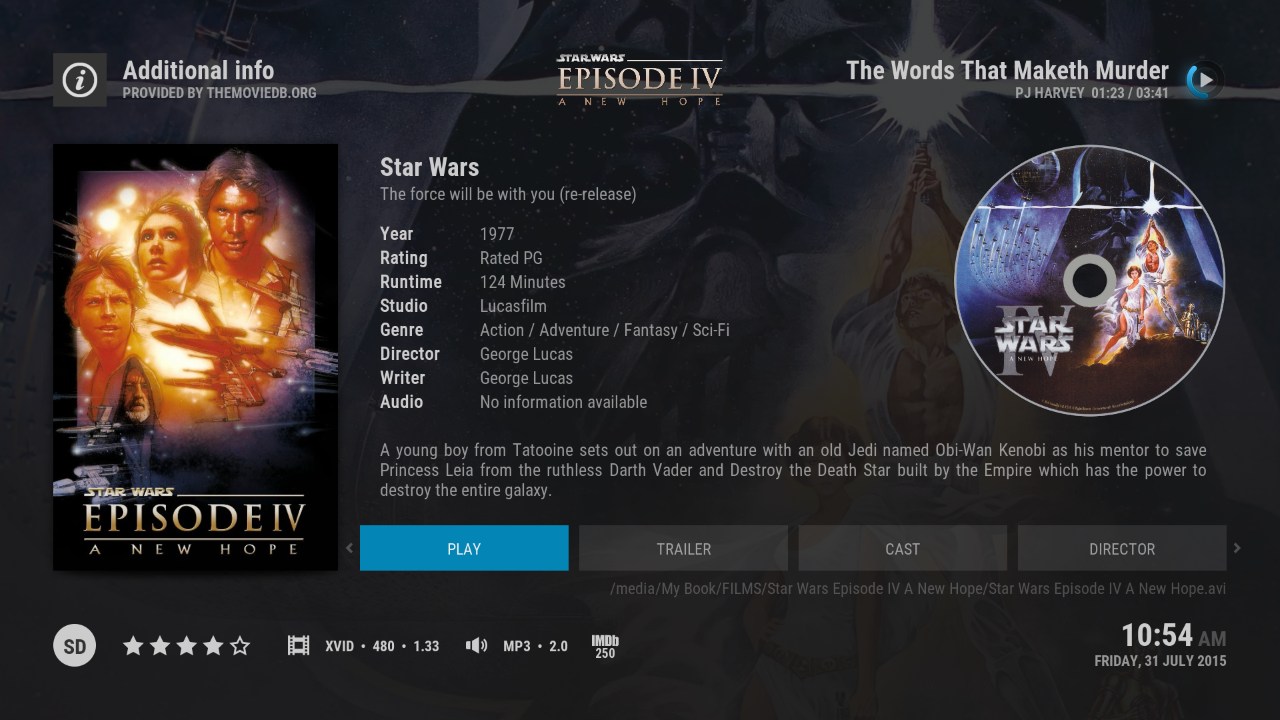 Additional info
PROVIDED BY THEMOVIEDB.ORG
STAR WARS
EPISODE IV
A NEW HOPE
The Words That Maketh Murder
PJ HARVEY 01:23 / 03:41
STAR WARS
EPISODE IV
A NEW HOPE
Star Wars
The force will be with you (re-release)
Year 1977
Rating Rated PG
Runtime 124 Minutes
Studio Lucasfilm
Genre Action / Adventure / Fantasy / Sci-Fi
Director George Lucas
Writer George Lucas
Audio No information available
IV
STAR
WARS
A NEW HOPE
A young boy from Tatooine sets out on an adventure with an old Jedi named Obi-Wan Kenobi as his mentor to save
Princess Leia from the ruthless Darth Vader and Destroy the Death Star built by the Empire which has the power to
destroy the entire galaxy.
PLAY TRAILER CAST DIRECTOR
/media/My Book/FILMS/Star Wars Episode IV A New Hope/Star Wars Episode IV A New Hope.avi
SD XVID • 480 • 1.33 MP3 • 2.0 IMDb
250
10:54 AM
FRIDAY, 31 JULY 2015